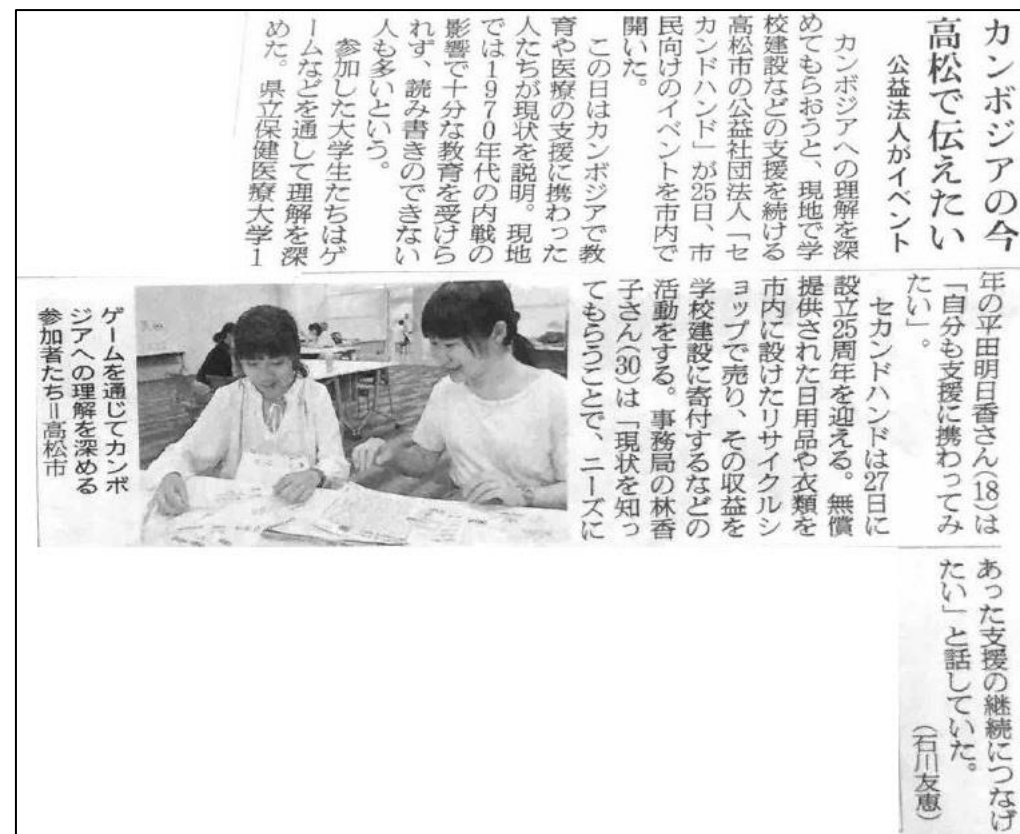 カンボジアの今
高松で伝えたい
公益法人がイベント
カンボジアへの理解を深
めてもらおうと、現地で学
校建設などの支援を続ける
高松市の公益社団法人「セ
カンドハンド」が25日、市
民向けのイベントを市内で
開いた。
この日はカンボジアで教
育や医療の支援に携わった
人たちが現状を説明。現地
では1970年代の内戦の
影響で十分な教育を受けら
れず、読み書きのできない
人も多いという。
参加した大学生たちはゲ
ームなどを通して理解を深
めた。県立保健医療大学1
年の平田明日香さん(18)は
「自分も支援に携わってみ
たい」。
セカンドハンドは27日に
設立25周年を迎える。無償
提供された日用品や衣類を
市内に設けたリサイクルシ
ョップで売り、その収益を
学校建設に寄付するなどの
活動をする。事務局の林香
子さん(30)は「現状を知っ
てもらうことで、ニーズに
あった支援の継続につなげ
たい」と話していた。
(石川友恵)
ゲームを通じてカンボ
ジアへの理解を深める
参加者たち=高松市